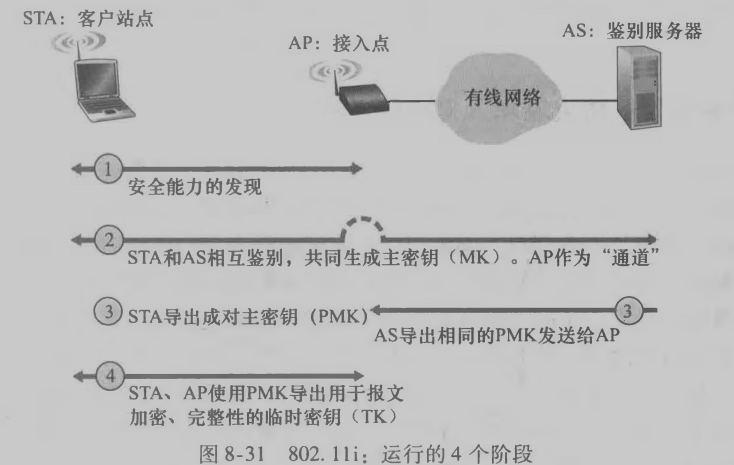 STA：客户站点
AP：接入点
AS：鉴别服务器
有线网络
1
安全能力的发现
2
STA和AS相互鉴别，共同生成主密钥（MK）。AP作为“通道”
3 STA导出成对主密钥（PMK）
3
AS导出相同的PMK发送给AP
4
STA、AP使用PMK导出用于报文
加密、完整性的临时密钥（TK）
图 8-31 802.11i：运行的 4 个阶段